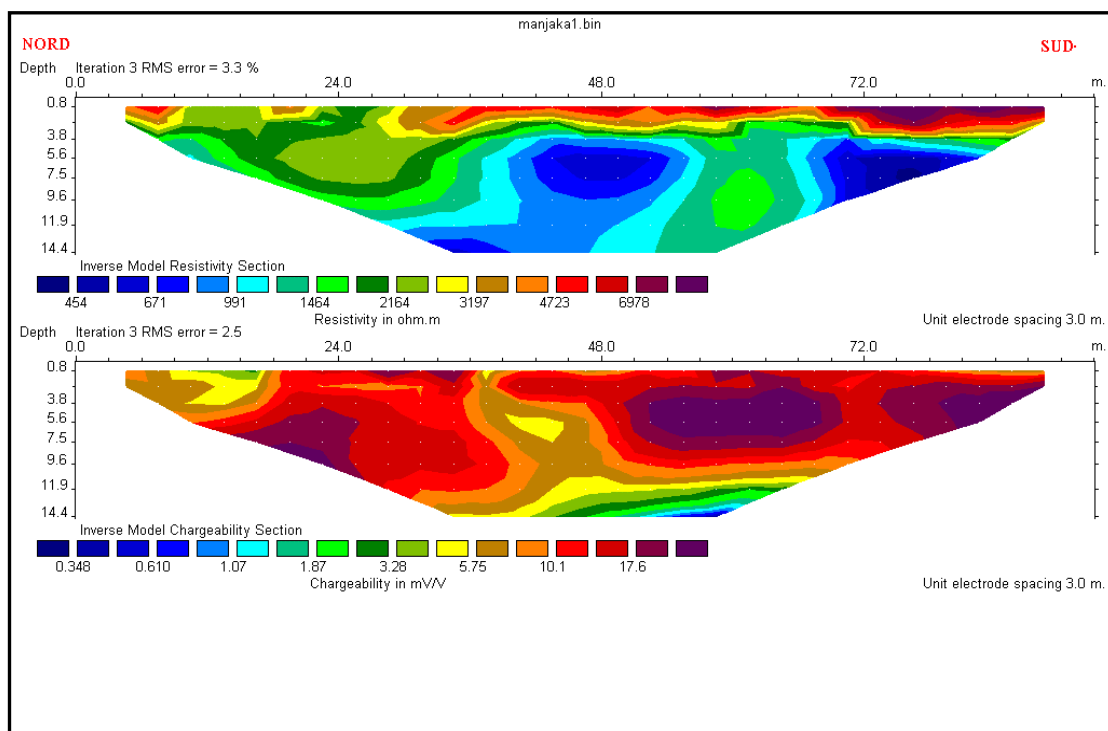 manjaka1.bin
NORD SUD·
Depth Iteration 3 RMS error = 3.3 %
0.0 24.0 48.0 72.0 m.
0.8
3.8
5.6
7.5
9.6
11.9
14.4
Inverse Model Resistivity Section
454 671 991 1464 2164 3197 4723 6978
Resistivity in ohm.m Unit electrode spacing 3.0 m.
Depth Iteration 3 RMS error = 2.5
0.0 24.0 48.0 72.0 m.
0.8
3.8
5.6
7.5
9.6
11.9
14.4
Inverse Model Chargeability Section
0.348 0.610 1.07 1.87 3.28 5.75 10.1 17.6
Chargeability in mV/V Unit electrode spacing 3.0 m.